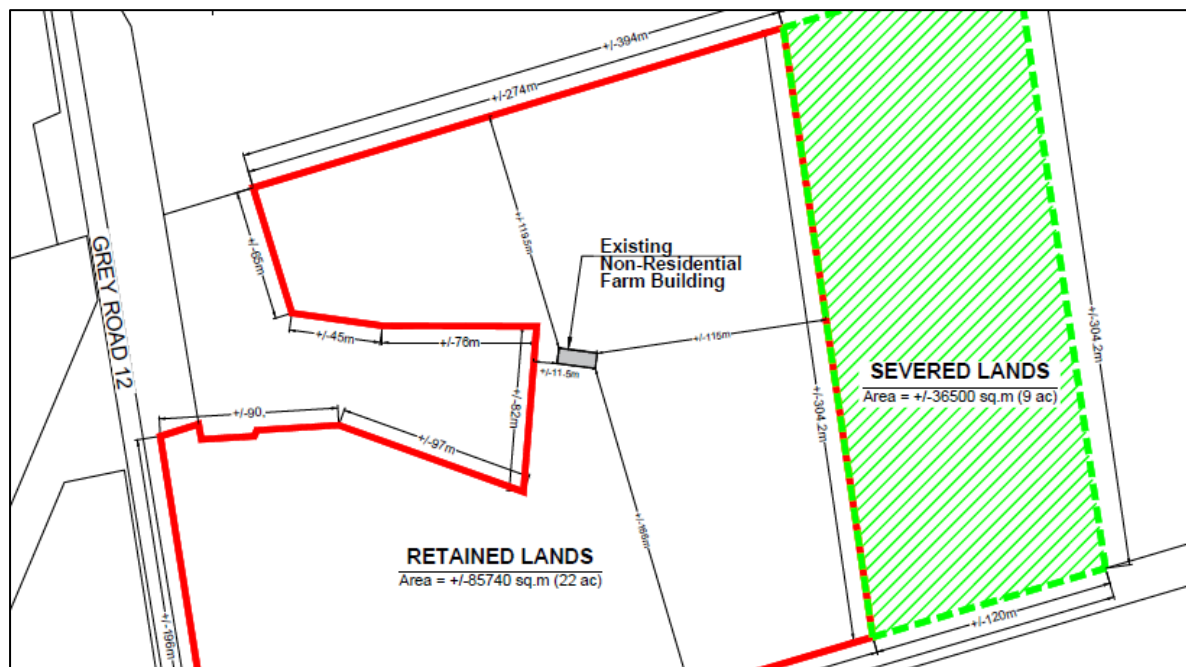 +/-394m
+/-274m
+/-119.5m
+/-65m
Existing
Non-Residential
Farm Building
GREY ROAD 12
+/-45m
+/-76m
+/-11.5m
+/-115m
+/-82m
+/-304.2m
+/-304.2m
SEVERED LANDS
Area = +/-36500 sq.m (9 ac)
+/-90,
+/-97m
+/-166m
RETAINED LANDS
Area = +/-85740 sq.m (22 ac)
+/-196m
+/-120m